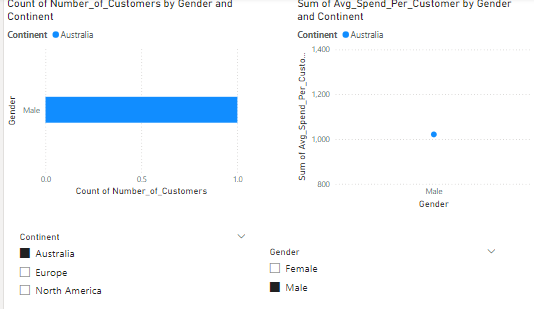 Count of Number_of_Customers by Gender and
Continent
Continent Australia
Gender
Male
0.0 0.5 1.0
Count of Number_of_Customers
Sum of Avg_Spend_Per_Customer by Gender
and Continent
Continent Australia
Sum of Avg_Spend_Per_Custo...
1,400
1,200
1,000
800
Male
Gender
Continent
Australia
Europe
North America
Gender
Female
Male